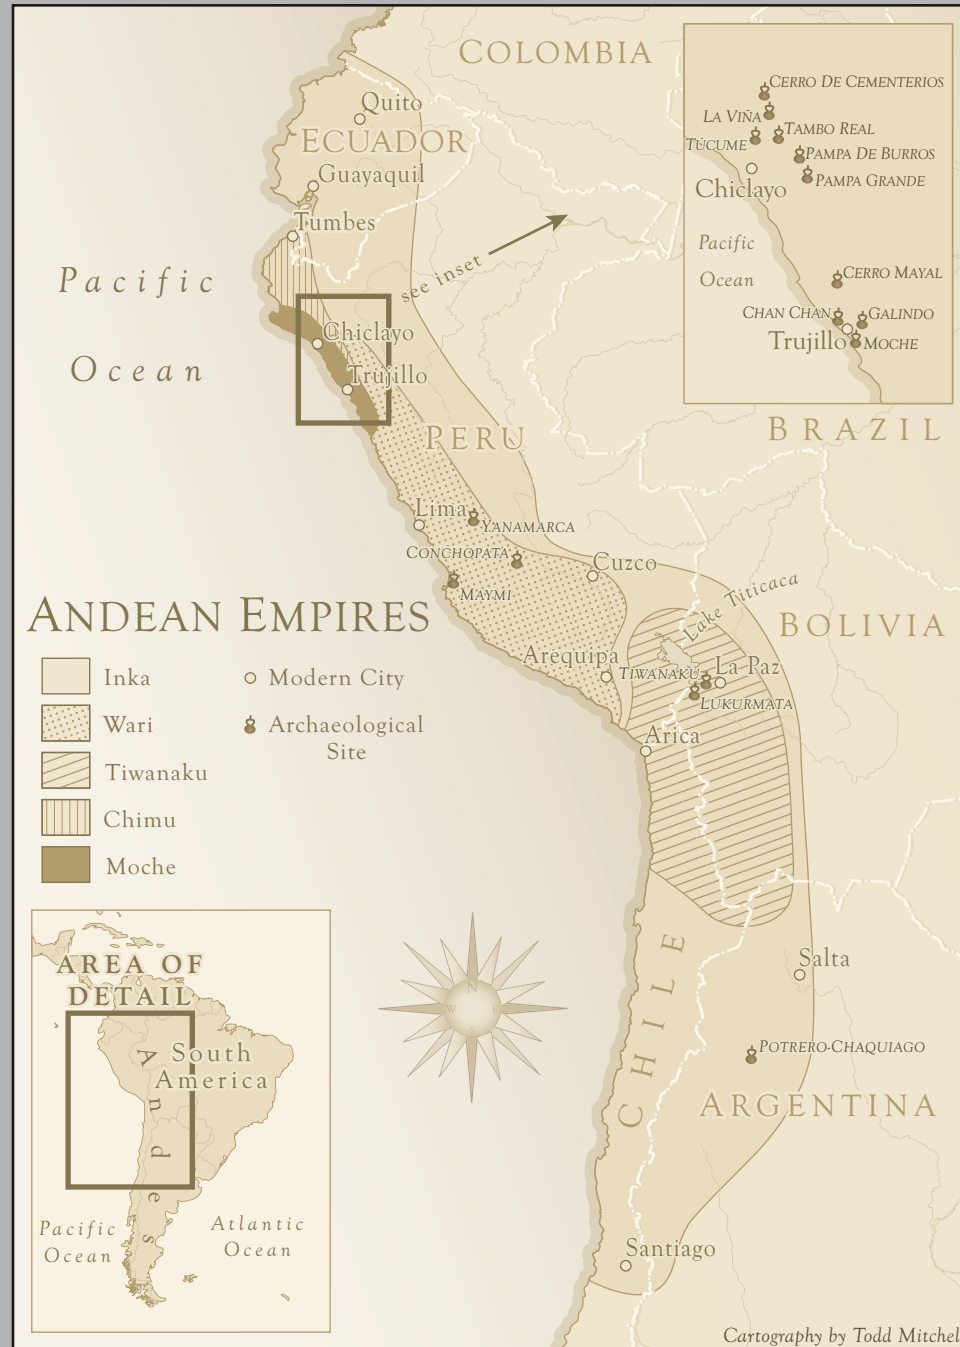 COLOMBIA
Quito
ECUADOR
Guayaquil
Tumbes
Pacific
Ocean
see inset
Chiclayo
Trujillo
PERU
BRAZIL
Lima
YANAMARCA
CONCHOPATA
Cuzco
MAYMI
Lake Titicaca
BOLIVIA
Arequipa
TIWANAKU
La Paz
LUKURMATA
Arica
CHILE
Salta
POTRERO-CHAQUIAGO
ARGENTINA
Santiago
CERRO DE CEMENTERIOS
LA VIÑA
TAMBO REAL
TÚCUME
PAMPA DE BURROS
PAMPA GRANDE
Chiclayo
Pacific
Ocean
CERRO MAYAL
CHAN CHAN
GALINDO
Trujillo
MOCHE
ANDEAN EMPIRES
Inka
Wari
Tiwanaku
Chimu
Moche
Modern City
Archaeological
Site
AREA OF
DETAIL
South
America
Andes
Pacific
Ocean
Atlantic
Ocean
N
W
E
S
Cartography by Todd Mitchel